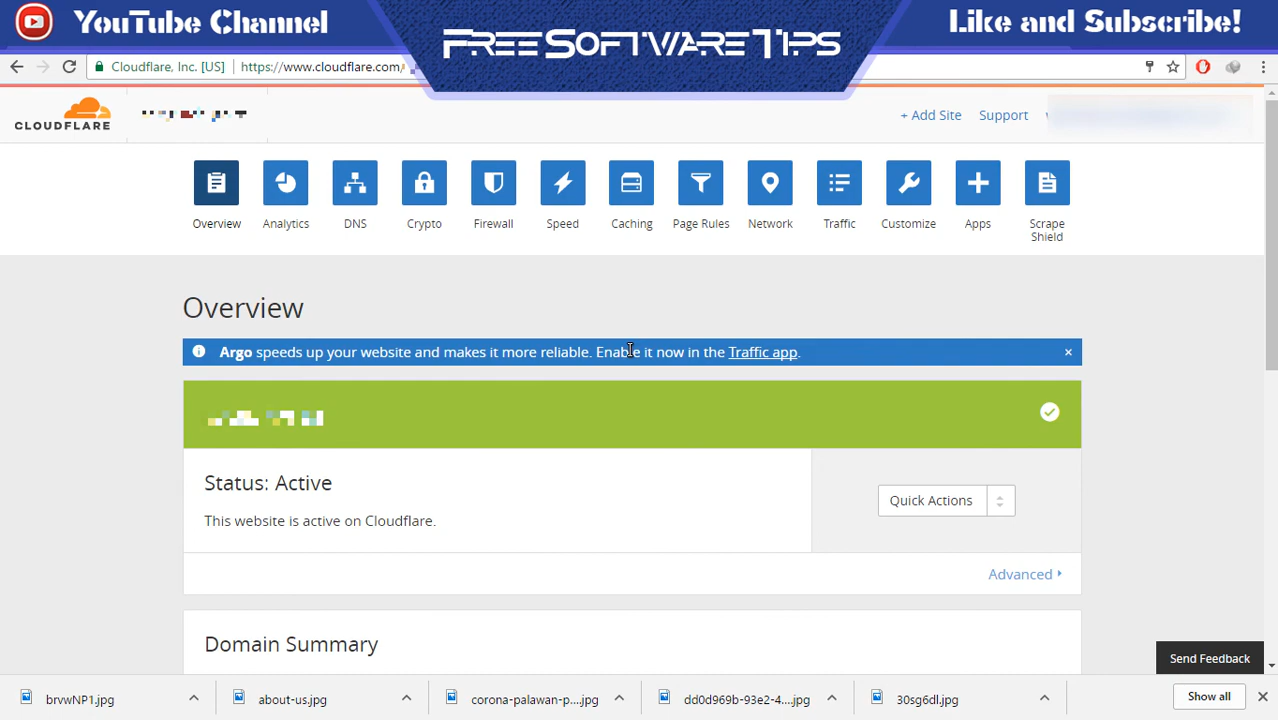 YouTube Channel
FreeSoftwareTips
Like and Subscribe!
Cloudflare, Inc. [US]
https://www.cloudflare.com/
CLOUDFLARE
+ Add Site
Support
Overview
Analytics
DNS
Crypto
Firewall
Speed
Caching
Page Rules
Network
Traffic
Customize
Apps
Scrape
Shield
Overview
Argo speeds up your website and makes it more reliable. Enable it now in the Traffic app.
Status: Active
This website is active on Cloudflare.
Quick Actions
Advanced
Domain Summary
Send Feedback
brvwNP1.jpg
about-us.jpg
corona-palawan-p....jpg
dd0d969b-93e2-4....jpg
30sg6dl.jpg
Show all